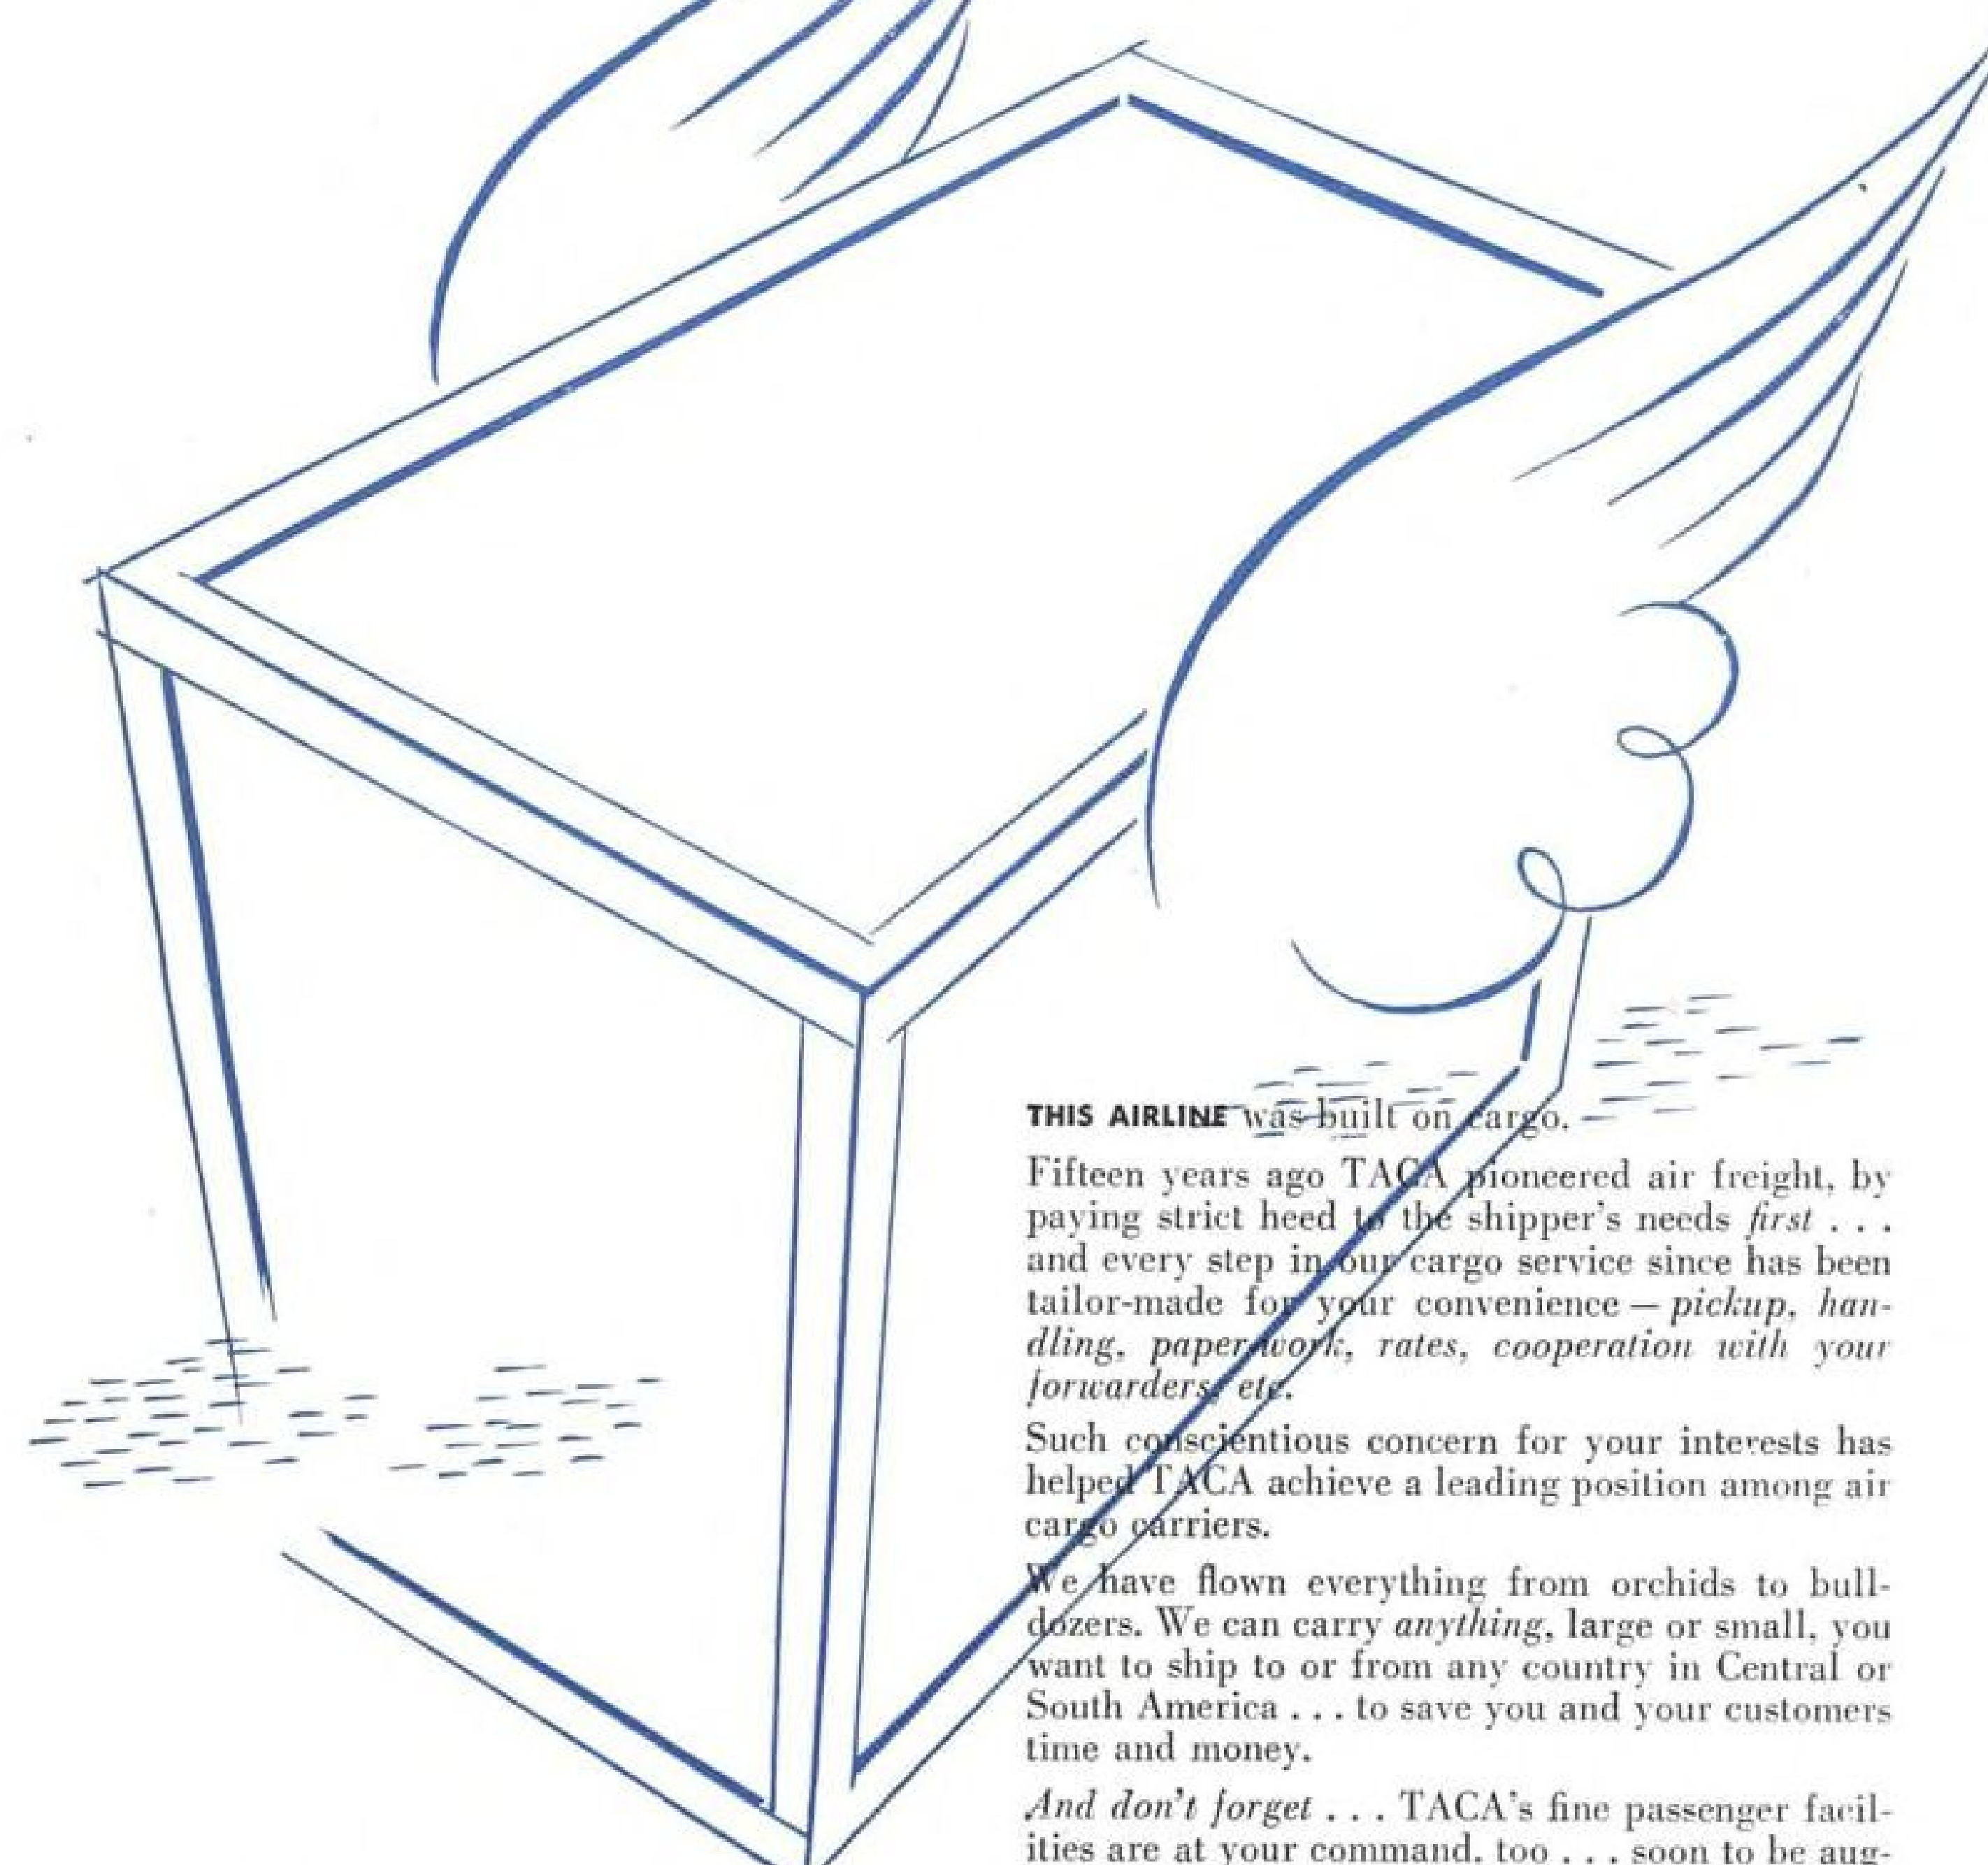 THIS AIRLINE was built on cargo.
Fifteen years ago TACA pioneered air freight, by
paying strict heed to the shipper's needs first . . .
and every step in our cargo service since has been
tailor-made for your convenience — pickup, han-
dling, paper work, rates, cooperation with your
forwarders, etc.
Such conscientious concern for your interests has
helped TACA achieve a leading position among air
cargo carriers.
We have flown everything from orchids to bull-
dozers. We can carry anything, large or small, you
want to ship to or from any country in Central or
South America . . . to save you and your customers
time and money.
And don't forget . . . TACA's fine passenger facil-
ities are at your command, too . . . soon to be aug-